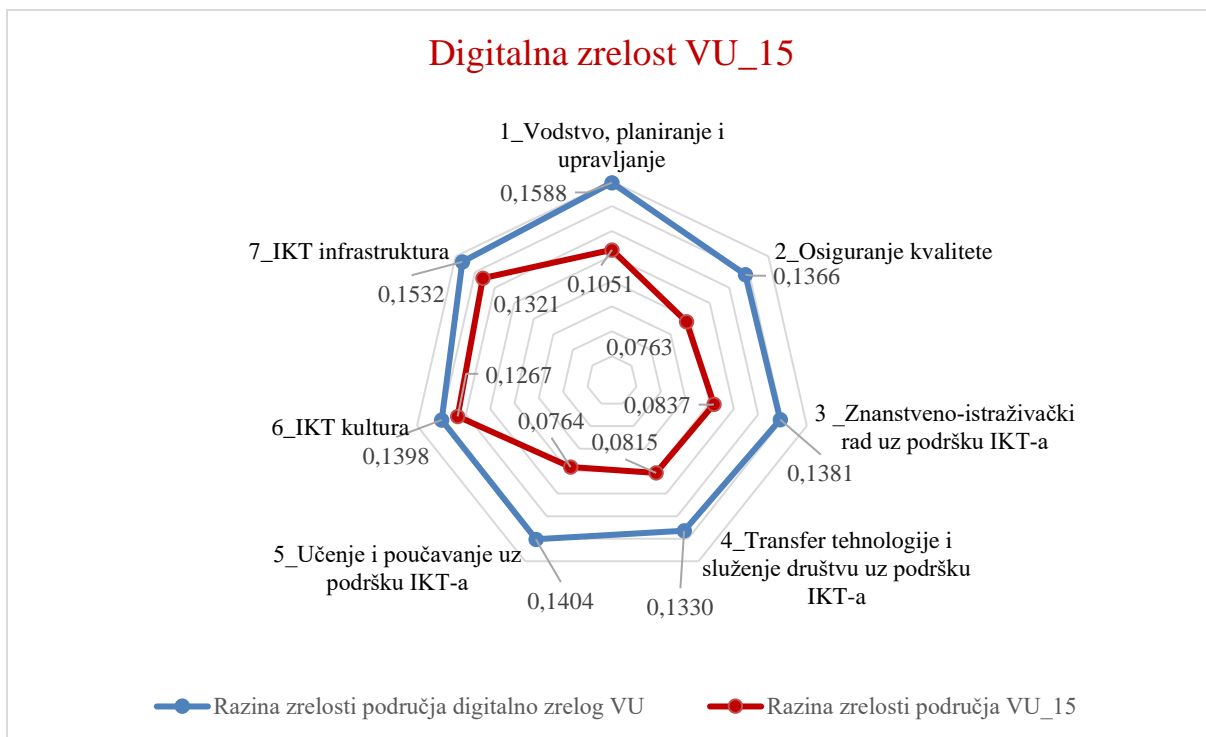 Digitalna zrelost VU_15
1_Vodstvo, planiranje i
upravljanje
0,1588
7_IKT infrastruktura
2_Osiguranje kvalitete
0,1366
0,1532
0,1321
0,1051
0,0763
0,1267
0,0837
3 _Znanstveno-istraživački
rad uz podršku IKT-a
6_IKT kultura
0,0764
0,0815
0,1398
0,1381
4_Transfer tehnologije i
služenje društvu uz podršku
IKT-a
5_Učenje i poučavanje uz
podršku IKT-a
0,1404
0,1330
Razina zrelosti područja digitalno zrelog VU
Razina zrelosti područja VU_15